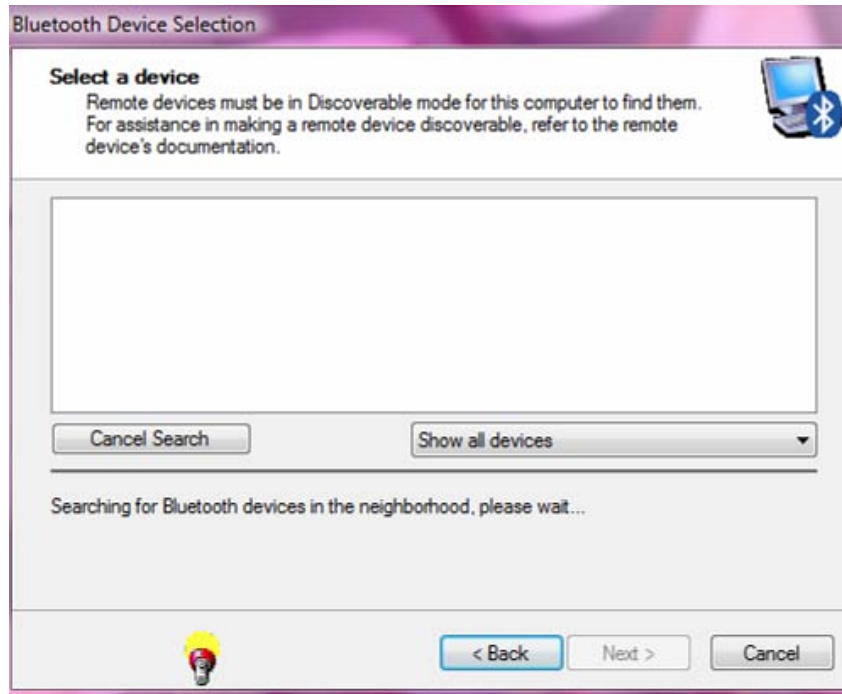 Bluetooth Device Selection
Select a device
Remote devices must be in Discoverable mode for this computer to find them.
For assistance in making a remote device discoverable, refer to the remote
device's documentation.
Cancel Search
Show all devices
Searching for Bluetooth devices in the neighborhood, please wait...
< Back
Next >
Cancel